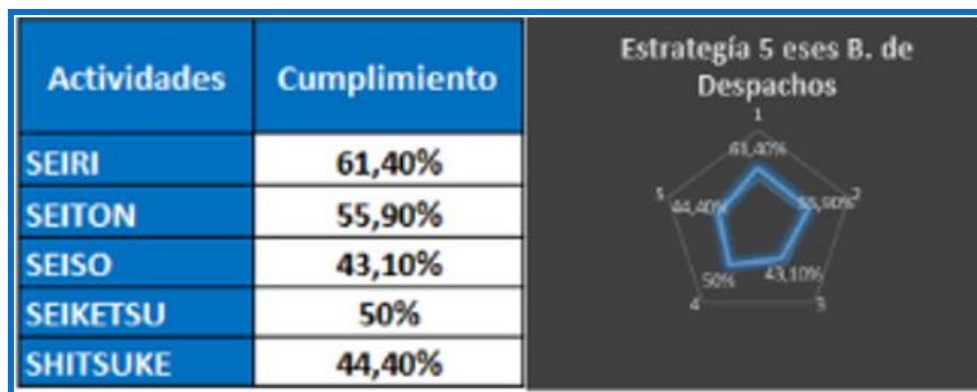 Actividades Cumplimiento
SEIRI 61,40%
SEITON 55,90%
SEISO 43,10%
SEIKETSU 50%
SHITSUKE 44,40%
Estrategía 5 eses B. de
Despachos
1
61,40%
5 44,40% 55,90% 2
50% 43,10%
4 3